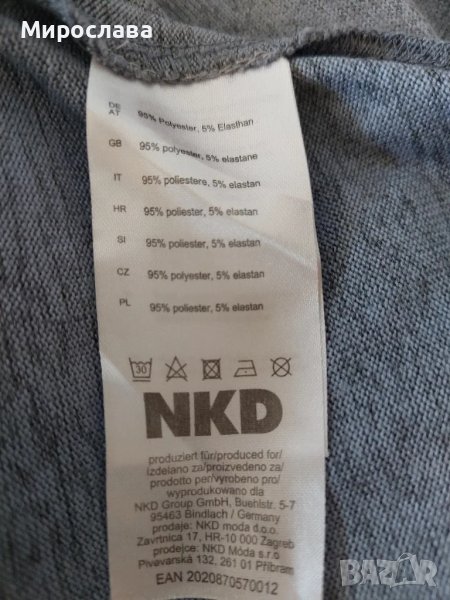 Мирослава
DE
AT
95% Polyester, 5% Elasthan
GB 95% polyester, 5% elastane
IT 95% poliestere, 5% elastan
HR 95% poliester, 5% elastan
SI 95% poliester, 5% elastan
CZ 95% poliester, 5% elastan
PL 95% poliester, 5% elastan
30
NKD
produziert für/produced for/
izdelano za/proizvedeno za/
prodotto per/vyrobeno pro/
wyprodukowano dla
NKD Group GmbH, Buehlstr. 5-7
95463 Bindlach / Germany
prodaje: NKD moda d.o.o.
Zavrtnica 17, HR-10 000 Zagreb
prodejce: NKD Móda s.r.o
Pivevarská 132, 261 01 Příbram
EAN 2020870570012
BAZAR